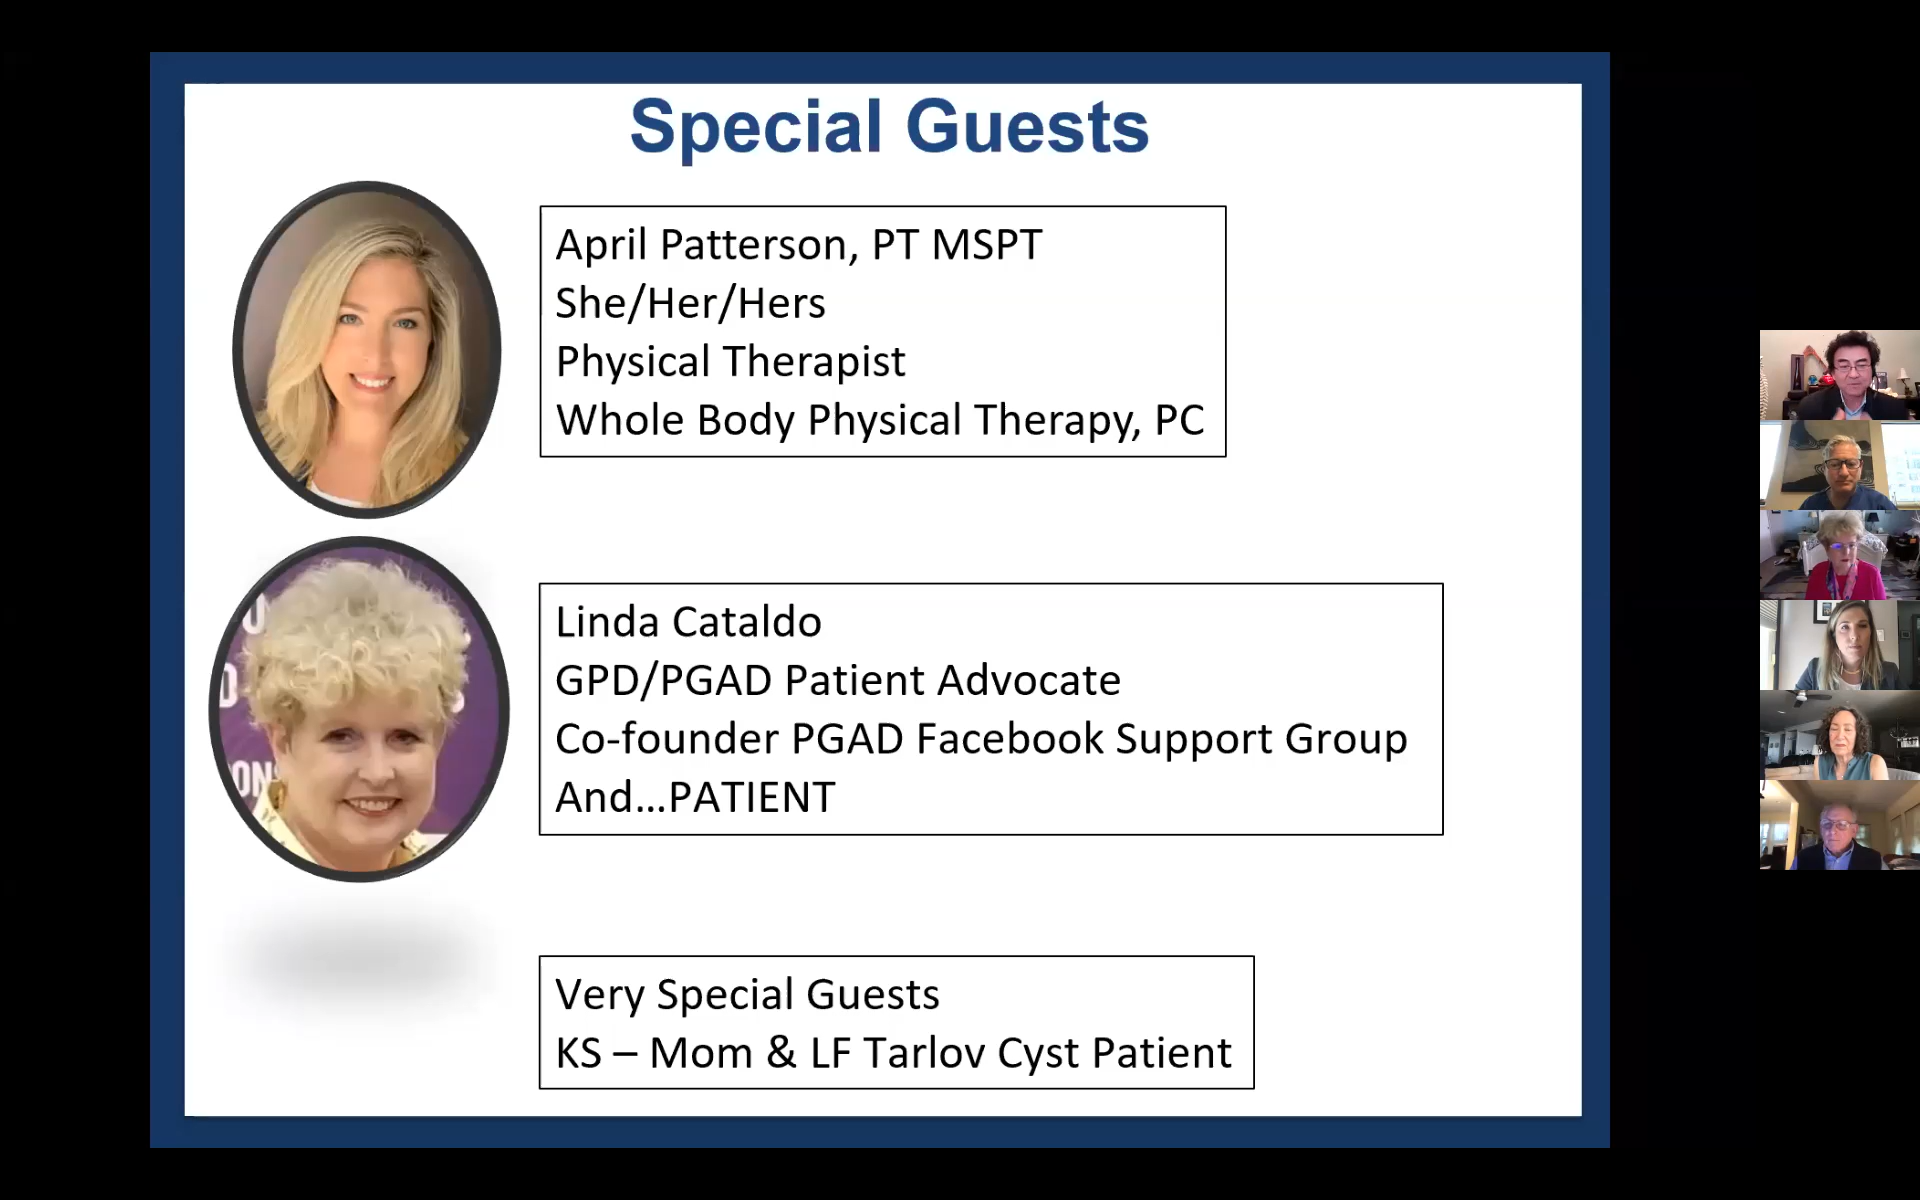 Special Guests
April Patterson, PT MSPT
She/Her/Hers
Physical Therapist
Whole Body Physical Therapy, PC
Linda Cataldo
GPD/PGAD Patient Advocate
Co-founder PGAD Facebook Support Group
And...PATIENT
Very Special Guests
KS – Mom & LF Tarlov Cyst Patient